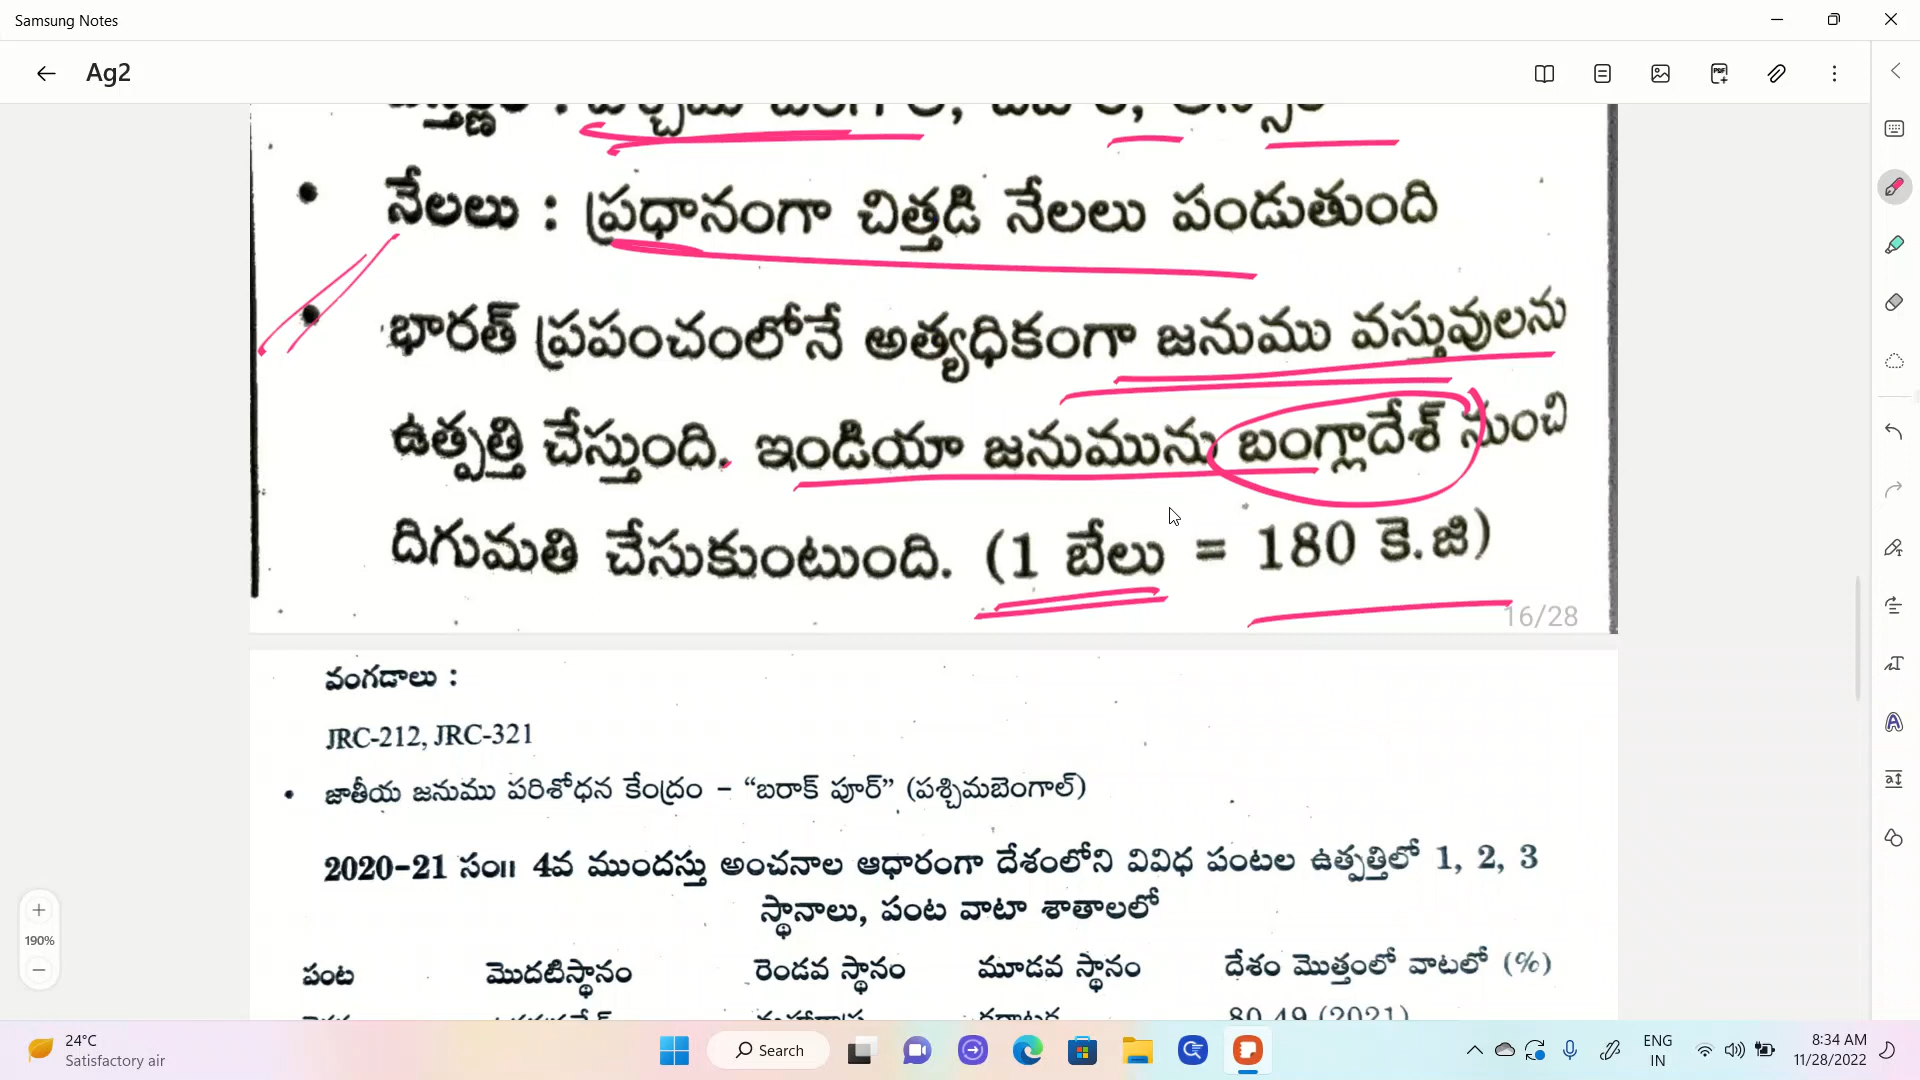 Samsung Notes
Ag2
నేలలు : ప్రధానంగా చిత్తడి నేలలు పండుతుంది
భారత్ ప్రపంచంలోనే అత్యధికంగా జనుము వస్తువులను
ఉత్పత్తి చేస్తుంది. ఇండియా జనుమును బంగ్లాదేశ్ నుంచి
దిగుమతి చేసుకుంటుంది. (1 బేలు = 180 కె.జి)
16/28
వంగడాలు :
JRC-212, JRC-321
• జాతీయ జనుము పరిశోధన కేంద్రం – “బరాక్ పూర్” (పశ్చిమబెంగాల్)
2020-21 సం॥ 4వ ముందస్తు అంచనాల ఆధారంగా దేశంలోని వివిధ పంటల ఉత్పత్తిలో 1, 2, 3
స్థానాలు, పంట వాటా శాతాలలో
పంట మొదటిస్థానం రెండవ స్థానం మూడవ స్థానం దేశం మొత్తంలో వాటలో (%)
80.49 (2021)
190%
24°C
Satisfactory air
Search
ENG
IN
8:34 AM
11/28/2022